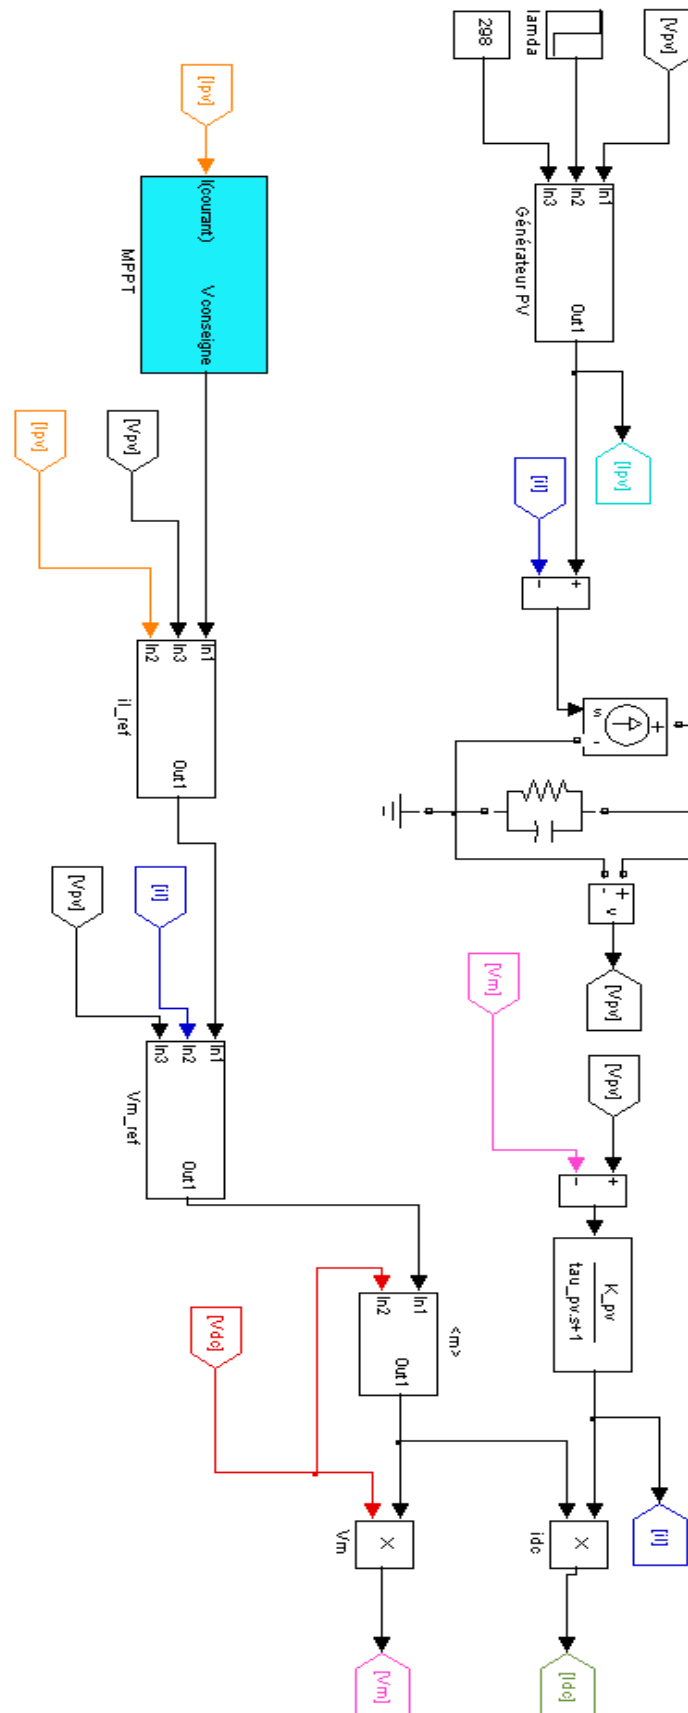 [Vpv]
lamda
298
In1
In2
In3
Out1
Générateur PV
[Ipv]
[il]
+
-
s
+
-
+
-
v
[Vpv]
[Vpv]
[Vm]
+
-
K_pv
tau_pv.s+1
[il]
X
idc
[Idc]
<m>
In1
In2
Out1
X
Vm
[Vm]
[Vdc]
[Ipv]
I(courant)
V conseigne
MPPT
[Vpv]
[Ipv]
In1
In3
In2
Out1
il_ref
[il]
[Vpv]
In1
In2
In3
Out1
Vm_ref